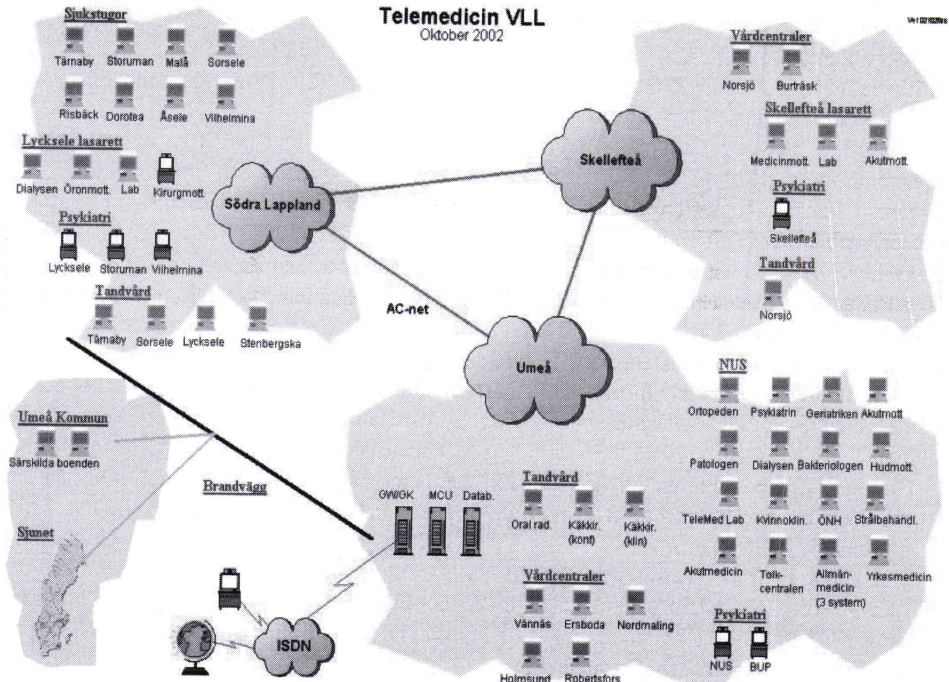 Telemedicin VLL
Oktober 2002
Sjukstugor
Tärnaby Storuman Malå Sorsele
Risbäck Dorotea Åsele Vilhelmina
Lycksele lasarett
Dialysen Öronmott. Lab Kirurgmott.
Psykiatri
Lycksele Storuman Vilhelmina
Tandvård
Tärnaby Sorsele Lycksele Stenbergska
Södra Lappland
Skellefteå
Umeå
AC-net
Vårdcentraler
Norsjö Burträsk
Skellefteå lasarett
Medicinmott. Lab Akutmott.
Psykiatri
Skellefteå
Tandvård
Norsjö
Umeå Kommun
Särskilda boenden
Sjunet
Brandvägg
ISDN
GW/GK MCU Datab.
Tandvård
Oral rad. Käkkir. (konf) Käkkir. (klin)
Vårdcentraler
Vännäs Ersboda Nordmaling
Holmsund Robertsfors
NUS
Ortopeden Psykiatrin Geriatriken Akutmott
Patologen Dialysen Bakteriologen Hudmott.
TeleMed Lab Kvinnoklin. ÖNH Strålbehandl.
Akutmedicin Tolk-centralen Allmän-medicin (3 system) Yrkesmedicin
Psykiatri
NUS BUP